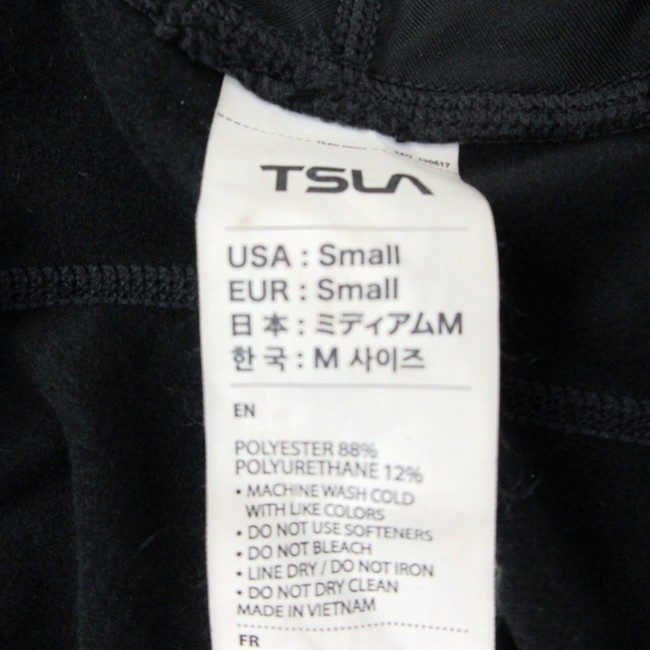 TSLA
USA : Small
EUR : Small
日本 : ミディアムM
한국 : M 사이즈
EN
POLYESTER 88%
POLYURETHANE 12%
• MACHINE WASH COLD
WITH LIKE COLORS
• DO NOT USE SOFTENERS
• DO NOT BLEACH
• LINE DRY / DO NOT IRON
• DO NOT DRY CLEAN
MADE IN VIETNAM
FR